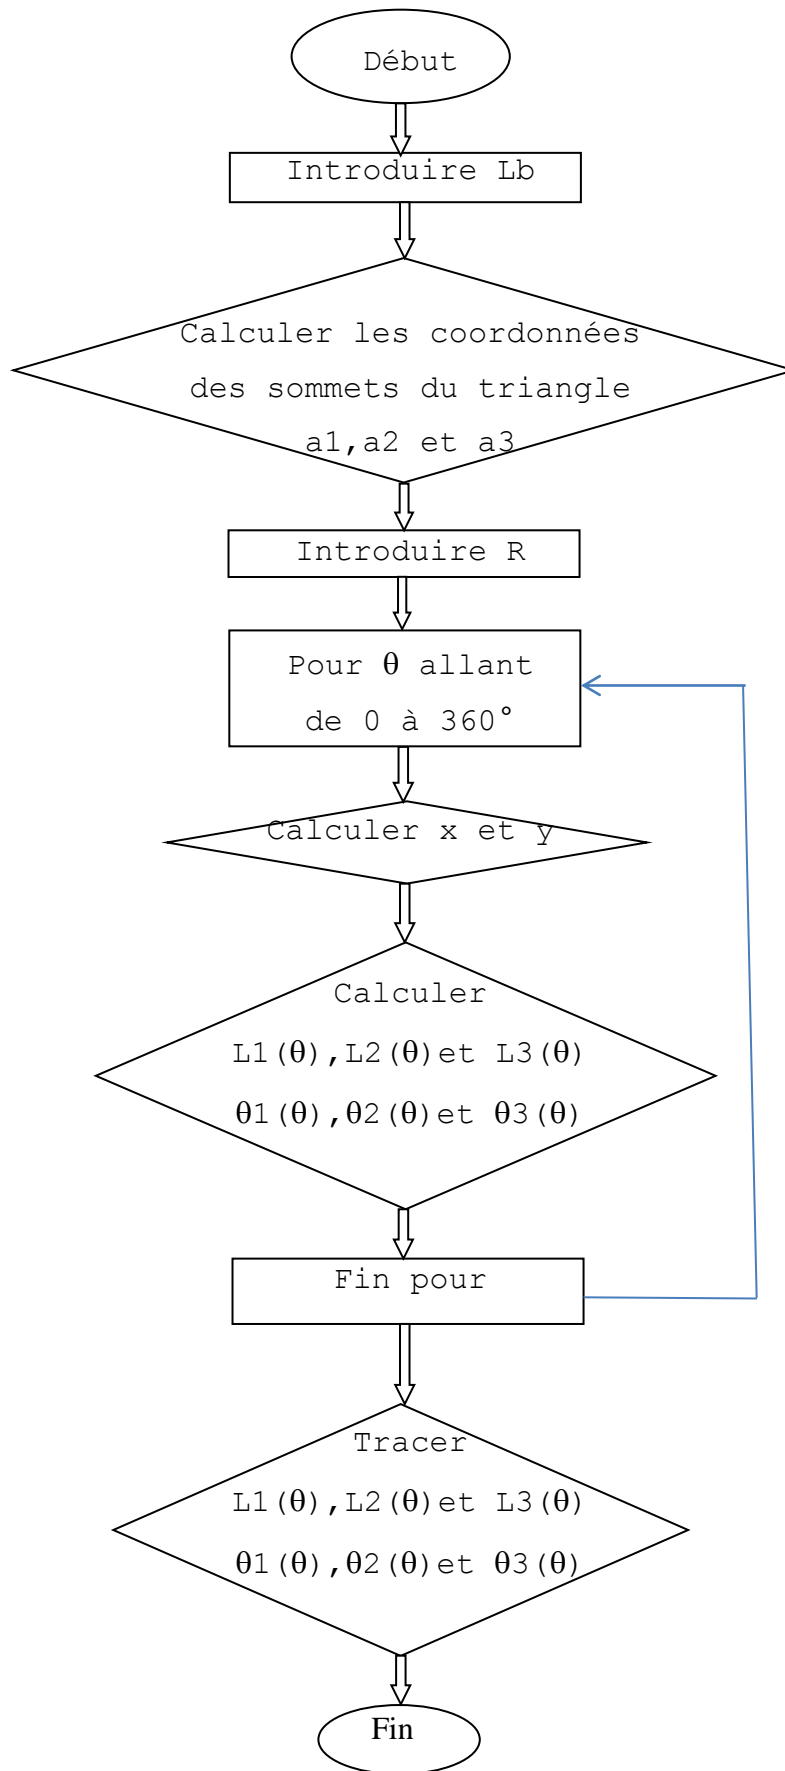 Début
Introduire Lb
Calculer les coordonnées
des sommets du triangle
a1,a2 et a3
Introduire R
Pour θ allant
de 0 à 360°
Calculer x et y
Calculer
L1(θ),L2(θ)et L3(θ)
θ1(θ),θ2(θ)et θ3(θ)
Fin pour
Tracer
L1(θ),L2(θ)et L3(θ)
θ1(θ),θ2(θ)et θ3(θ)
Fin